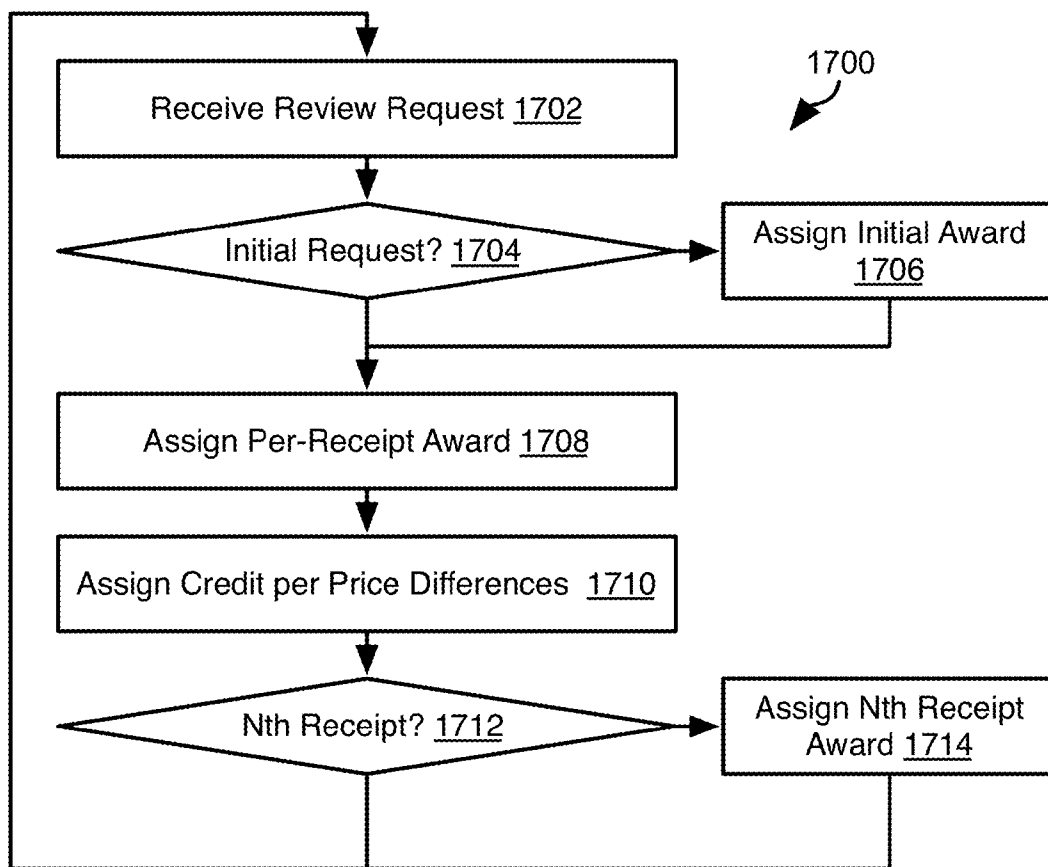 1700
Receive Review Request 1702
Initial Request? 1704
Assign Initial Award
1706
Assign Per-Receipt Award 1708
Assign Credit per Price Differences 1710
Nth Receipt? 1712
Assign Nth Receipt
Award 1714